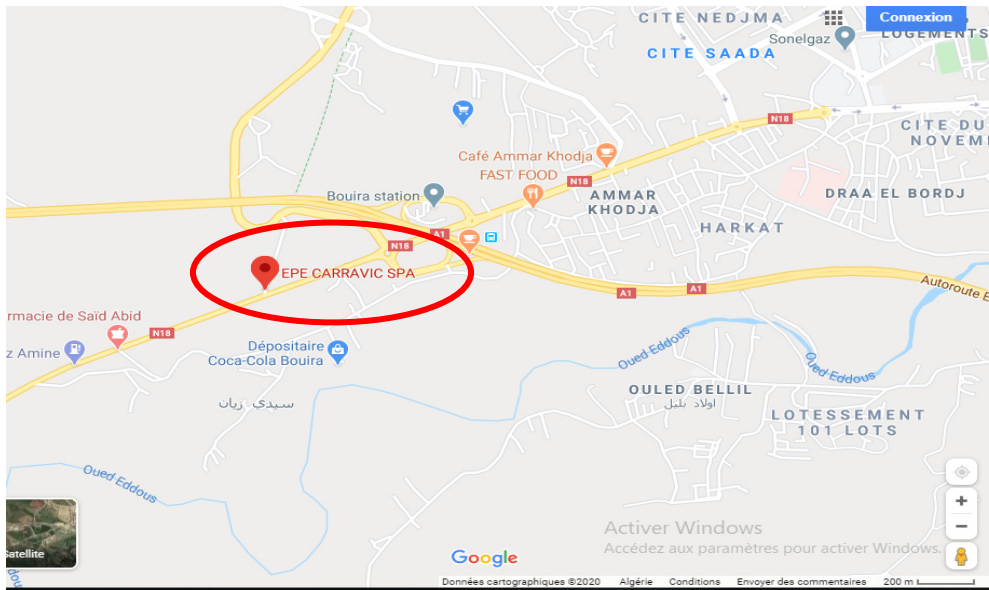 CITE NEDJMA
Connexion
Sonelgaz
LOGEMENTS
CITE SAADA
N18
CITE DU
NOVEM
Café Ammar Khodja
FAST FOOD
N18
Bouira station
AMMAR
KHODJA
DRAA EL BORDJ
HARKAT
A1
N18
EPE CARRAVIC SPA
A1
A1
Autoroute E
rmacie de Saïd Abid
N18
z Amine
Dépositaire
Coca-Cola Bouira
Oued Eddous
Oued Eddous
OULED BELLIL
اولاد بليل
سيدي زيان
LOTESSEMENT
101 LOTS
Oued Eddous
Activer Windows
Accédez aux paramètres pour activer Windows.
Satellite
Google
Données cartographiques ©2020 Algérie Conditions Envoyer des commentaires 200 m